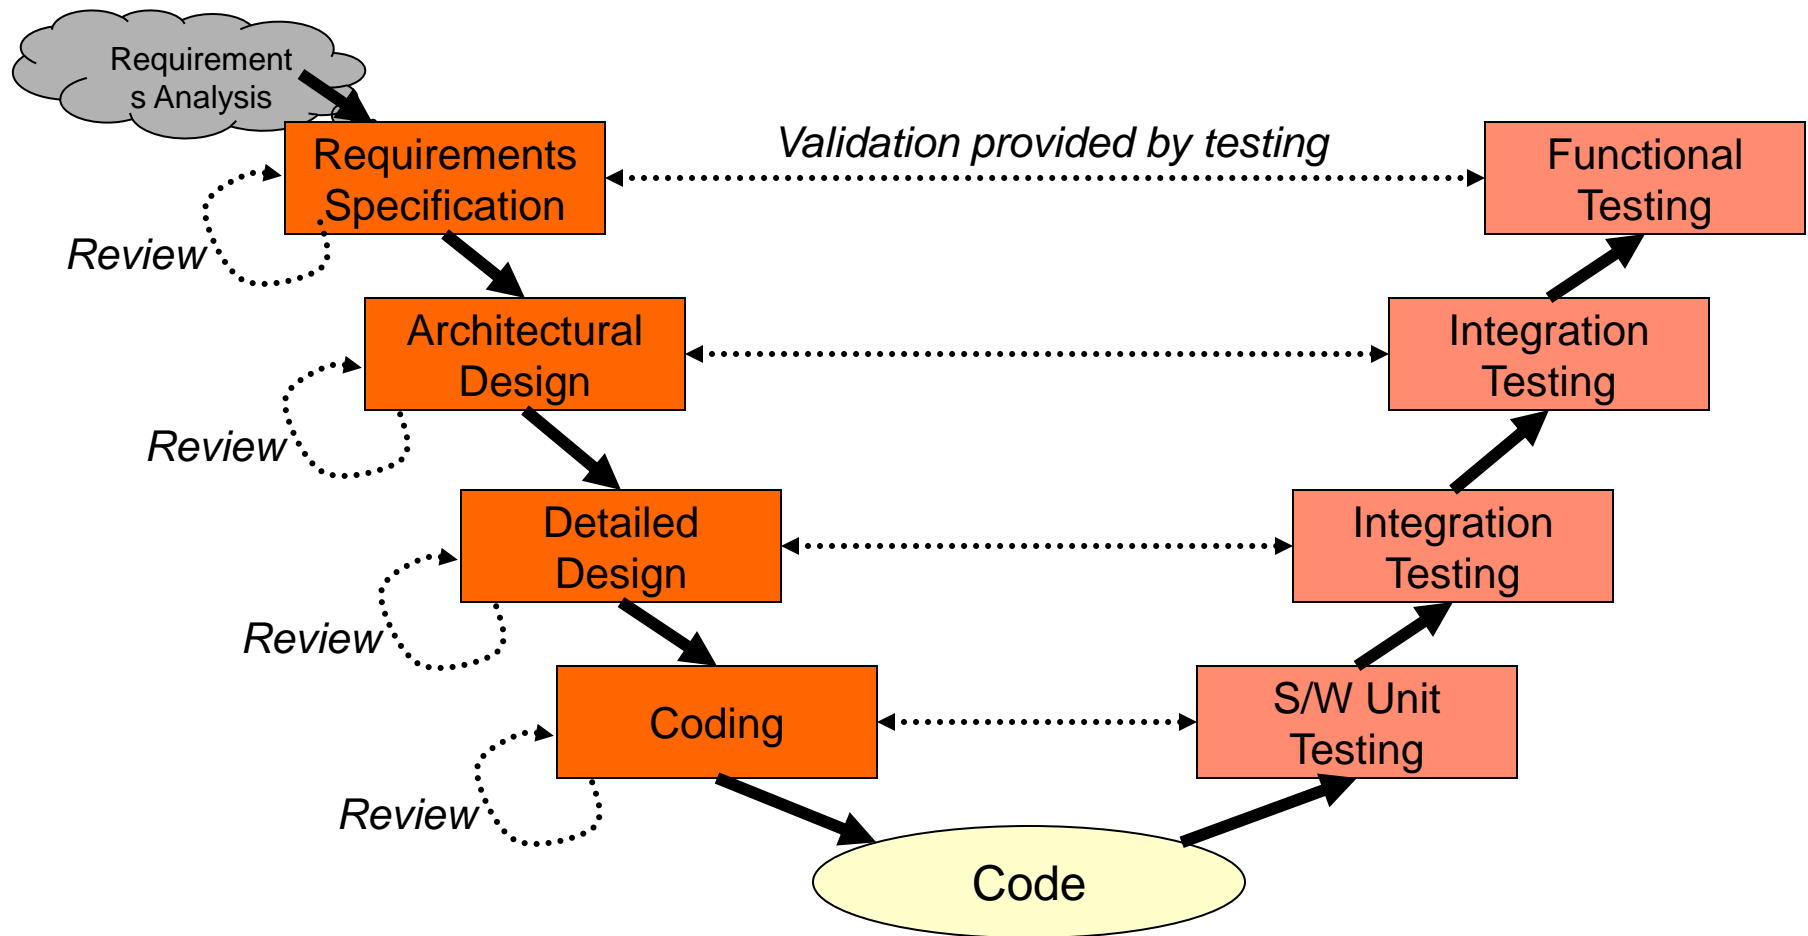 Requirement
s Analysis
Requirements
Specification
Validation provided by testing
Functional
Testing
Review
Architectural
Design
Integration
Testing
Review
Detailed
Design
Integration
Testing
Review
Coding
S/W Unit
Testing
Review
Code